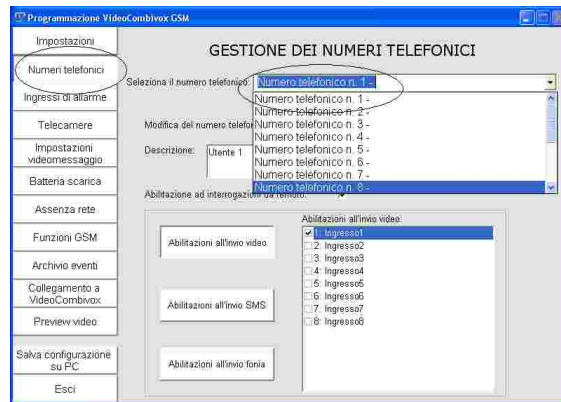 Programmazione VideoCombivox GSM
Impostazioni
Numeri telefonici
Ingressi di allarme
Telecamere
Impostazioni
videomessaggio
Batteria scarica
Assenza rete
Funzioni GSM
Archivio eventi
Collegamento a
VideoCombivox
Preview video
Salva configurazione
su PC
Esci
GESTIONE DEI NUMERI TELEFONICI
Seleziona il numero telefonico: Numero telefonico n. 1 -
Numero telefonico n. 1 -
Numero telefonico n. 2 -
Numero telefonico n. 3 -
Numero telefonico n. 4 -
Numero telefonico n. 5 -
Numero telefonico n. 6 -
Numero telefonico n. 7 -
Numero telefonico n. 8 -
Modifica del numero telefon
Descrizione: Utente 1
Abilitazione ad interrogazioni da remoto:
Abilitazioni all'invio video
Abilitazioni all'invio SMS
Abilitazioni all'invio fonia
Abilitazioni all'invio video:
1: Ingresso1
2: Ingresso2
3: Ingresso3
4: Ingresso4
5: Ingresso5
6: Ingresso6
7: Ingresso7
8: Ingresso8